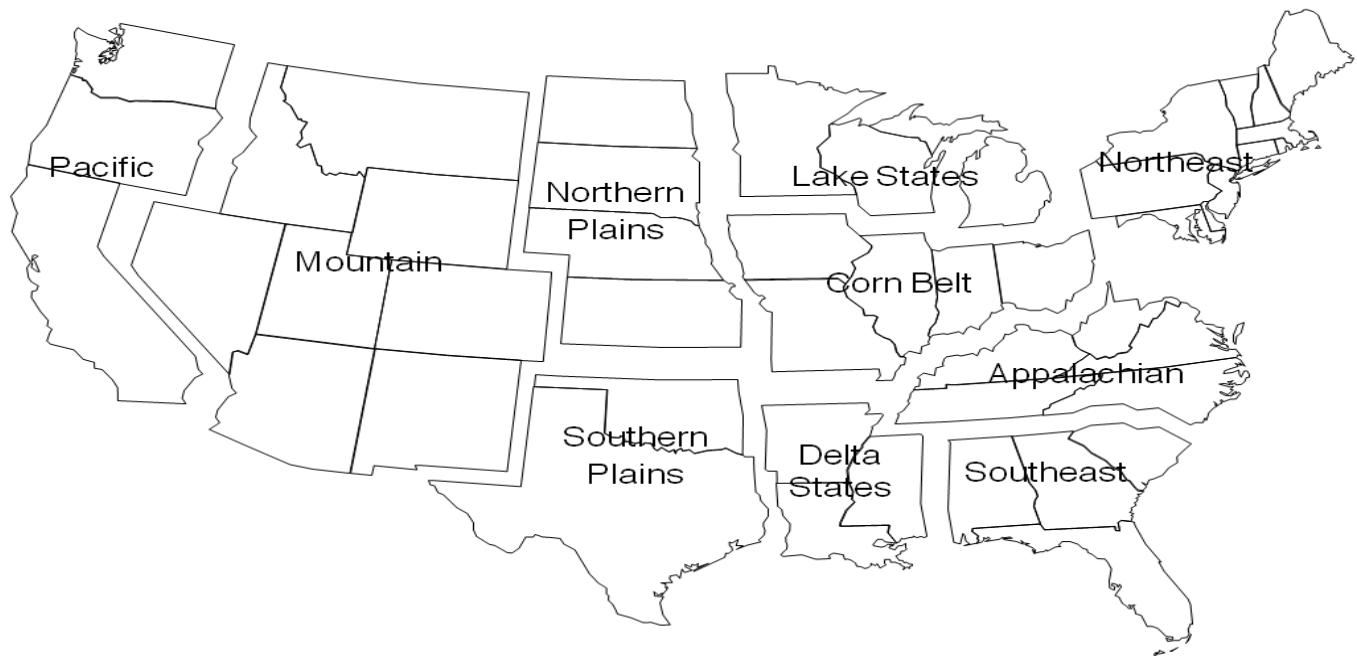 Pacific
Mountain
Northern
Plains
Southern
Plains
Lake States
Corn Belt
Delta
States
Northeast
Appalachian
Southeast